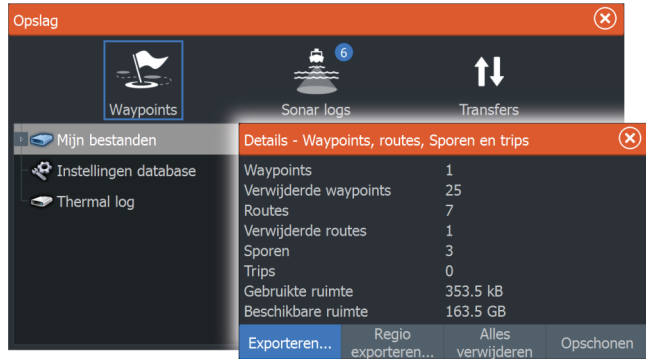 Opslag
6
Waypoints
Sonar logs
Transfers
Mijn bestanden
Instellingen database
Thermal log
Details - Waypoints, routes, Sporen en trips
Waypoints 1
Verwijderde waypoints 25
Routes 7
Verwijderde routes 1
Sporen 3
Trips 0
Gebruikte ruimte 353.5 kB
Beschikbare ruimte 163.5 GB
Exporteren...
Regio
exporteren...
Alles
verwijderen
Opschonen